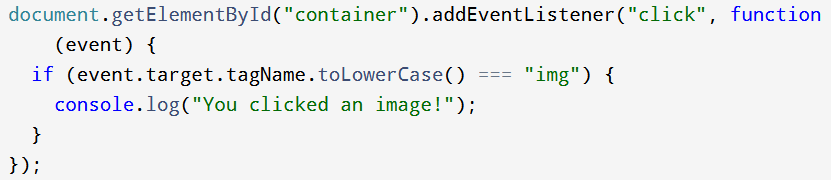 document.getElementById("container").addEventListener("click", function
(event) {
if (event.target.tagName.toLowerCase() === "img") {
console.log("You clicked an image!");
}
});